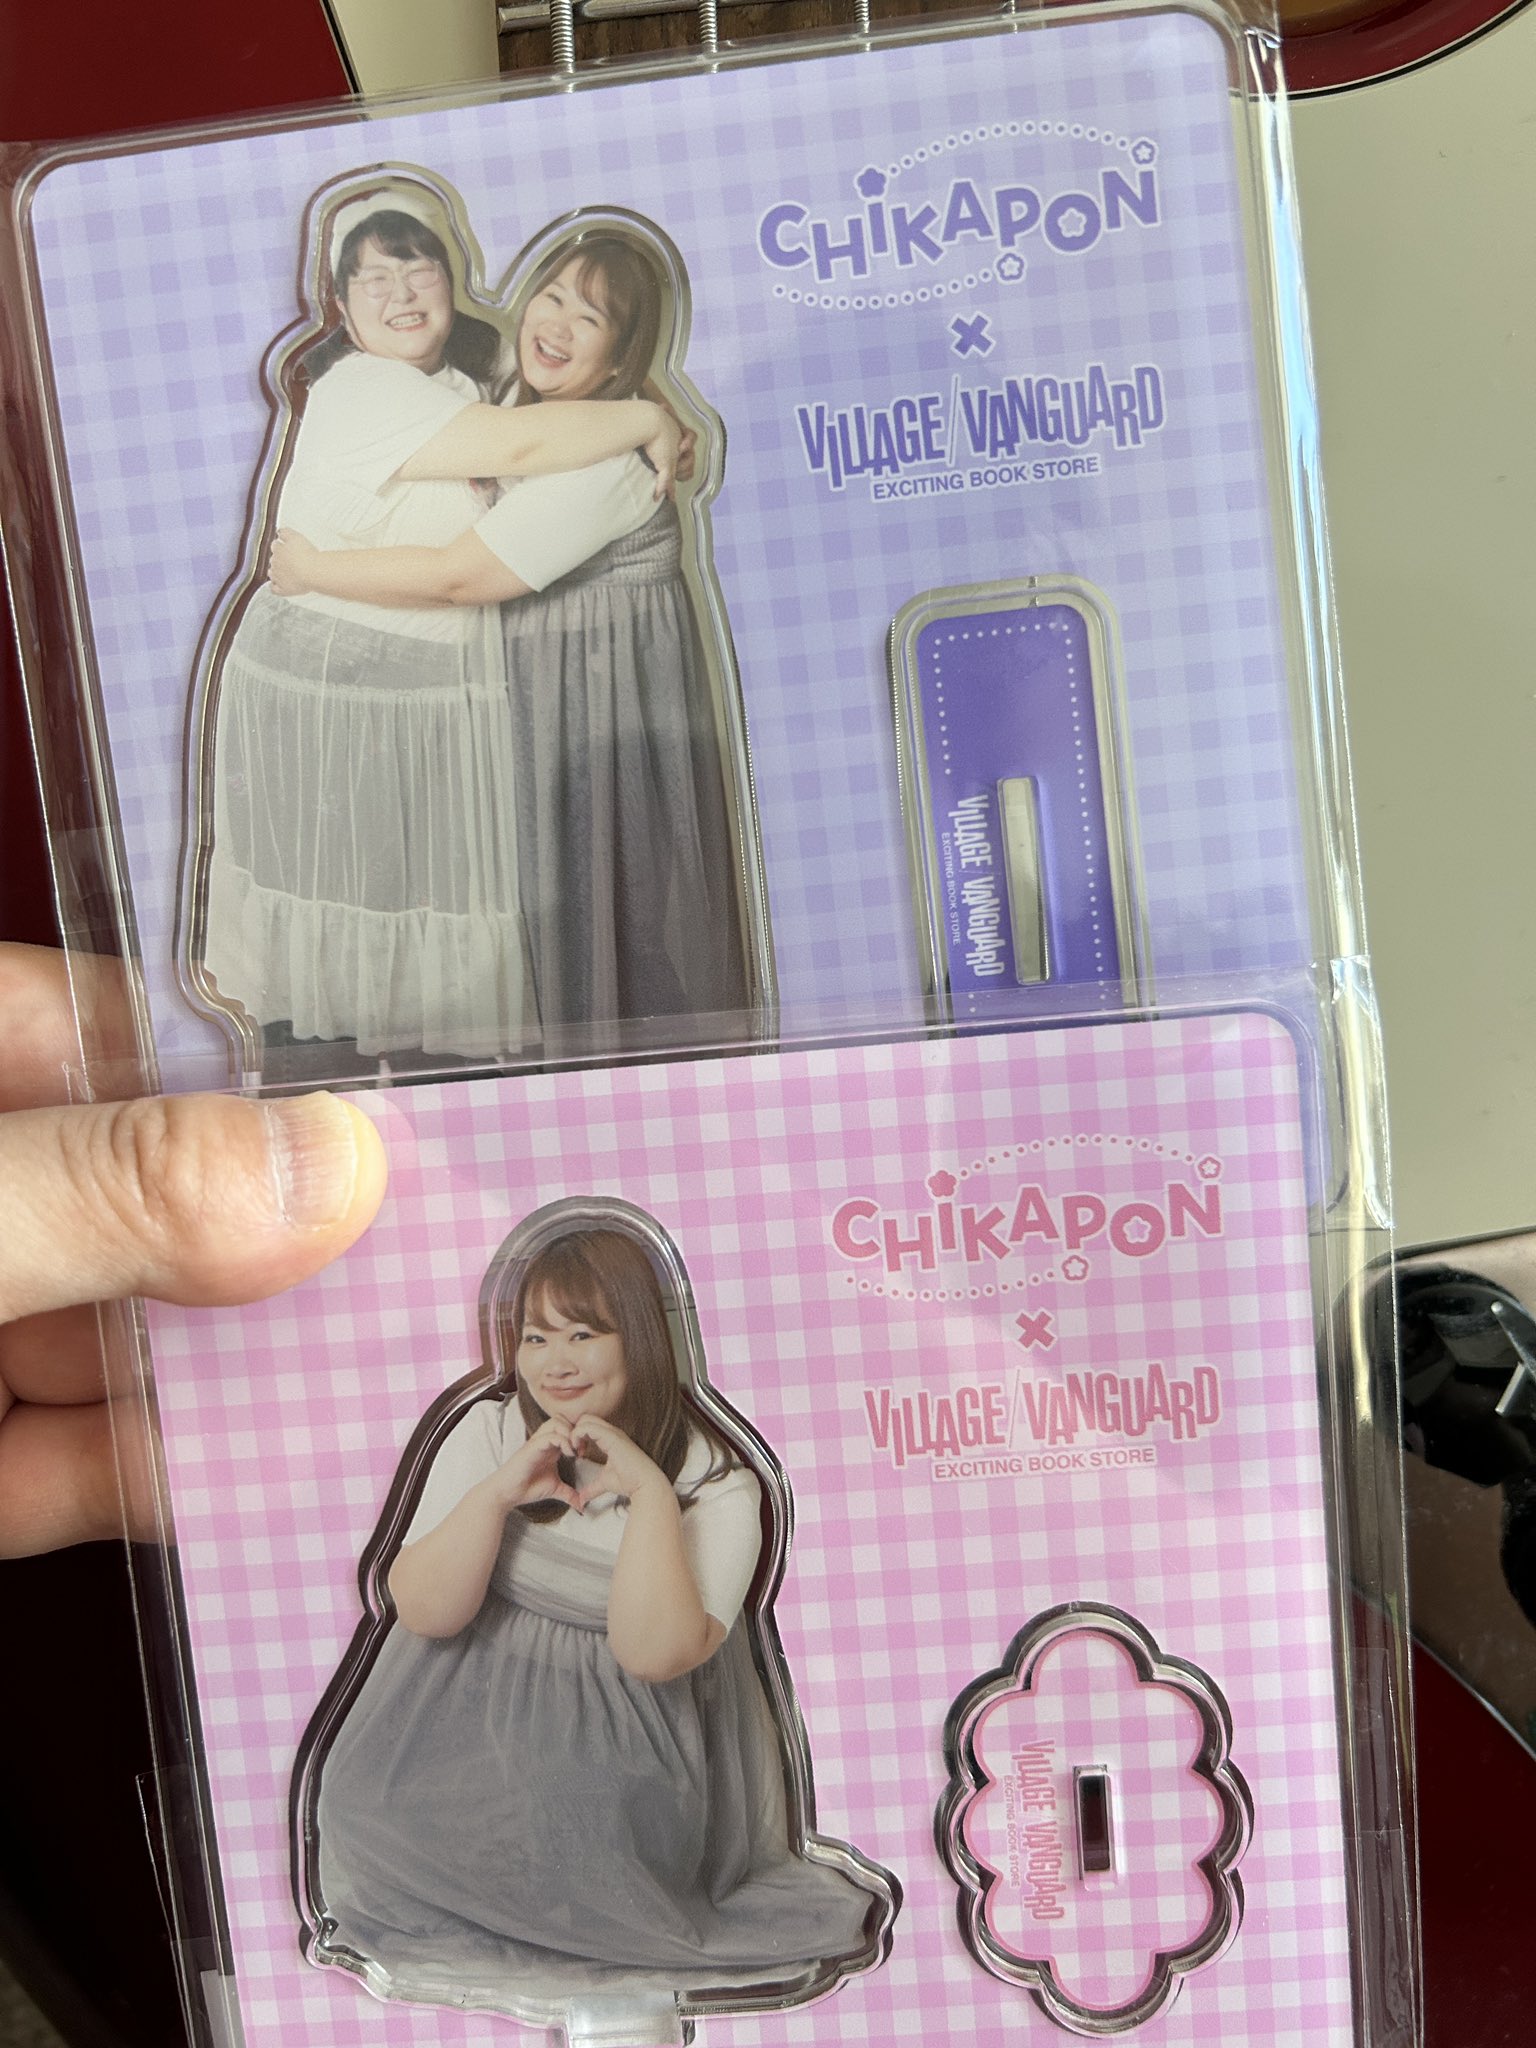 CHIKAPON
×
VILLAGE/VANGUARD
EXCITING BOOK STORE
VILLAGE/VANGUARD
EXCITING BOOK STORE
CHIKAPON
×
VILLAGE/VANGUARD
EXCITING BOOK STORE
VILLAGE/VANGUARD
EXCITING BOOK STORE